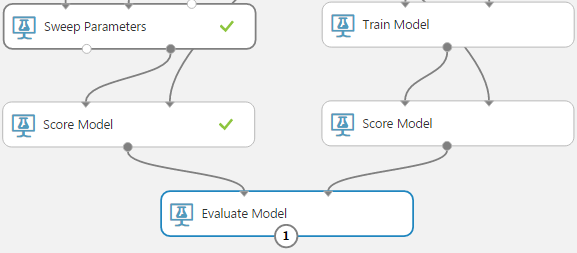 Sweep Parameters
Train Model
Score Model
Score Model
Evaluate Model
1